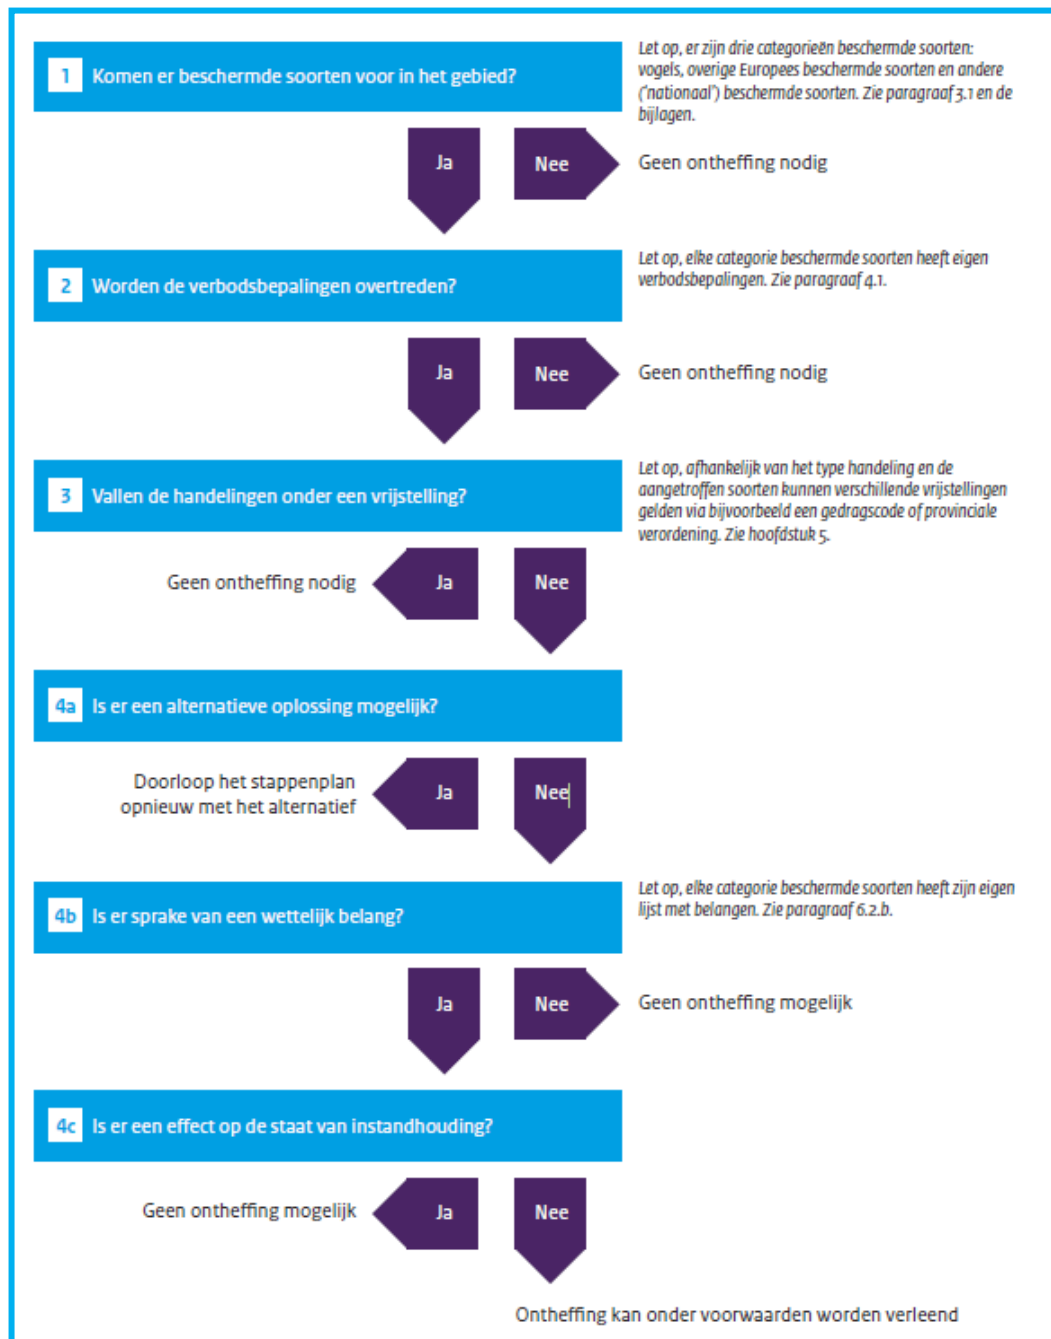 1 Komen er beschermde soorten voor in het gebied?
Let op, er zijn drie categorieën beschermde soorten:
vogels, overige Europees beschermde soorten en andere
('nationaal') beschermde soorten. Zie paragraaf 3.1 en de
bijlagen.
Ja
Nee
Geen ontheffing nodig
2 Worden de verbodsbepalingen overtreden?
Let op, elke categorie beschermde soorten heeft eigen
verbodsbepalingen. Zie paragraaf 4.1.
Ja
Nee
Geen ontheffing nodig
3 Vallen de handelingen onder een vrijstelling?
Let op, afhankelijk van het type handeling en de
aangetroffen soorten kunnen verschillende vrijstellingen
gelden via bijvoorbeeld een gedragscode of provinciale
verordening. Zie hoofdstuk 5.
Geen ontheffing nodig
Ja
Nee
4a Is er een alternatieve oplossing mogelijk?
Doorloop het stappenplan
opnieuw met het alternatief
Ja
Nee
4b Is er sprake van een wettelijk belang?
Let op, elke categorie beschermde soorten heeft zijn eigen
lijst met belangen. Zie paragraaf 6.2.b.
Ja
Nee
Geen ontheffing mogelijk
4c Is er een effect op de staat van instandhouding?
Geen ontheffing mogelijk
Ja
Nee
Ontheffing kan onder voorwaarden worden verleend